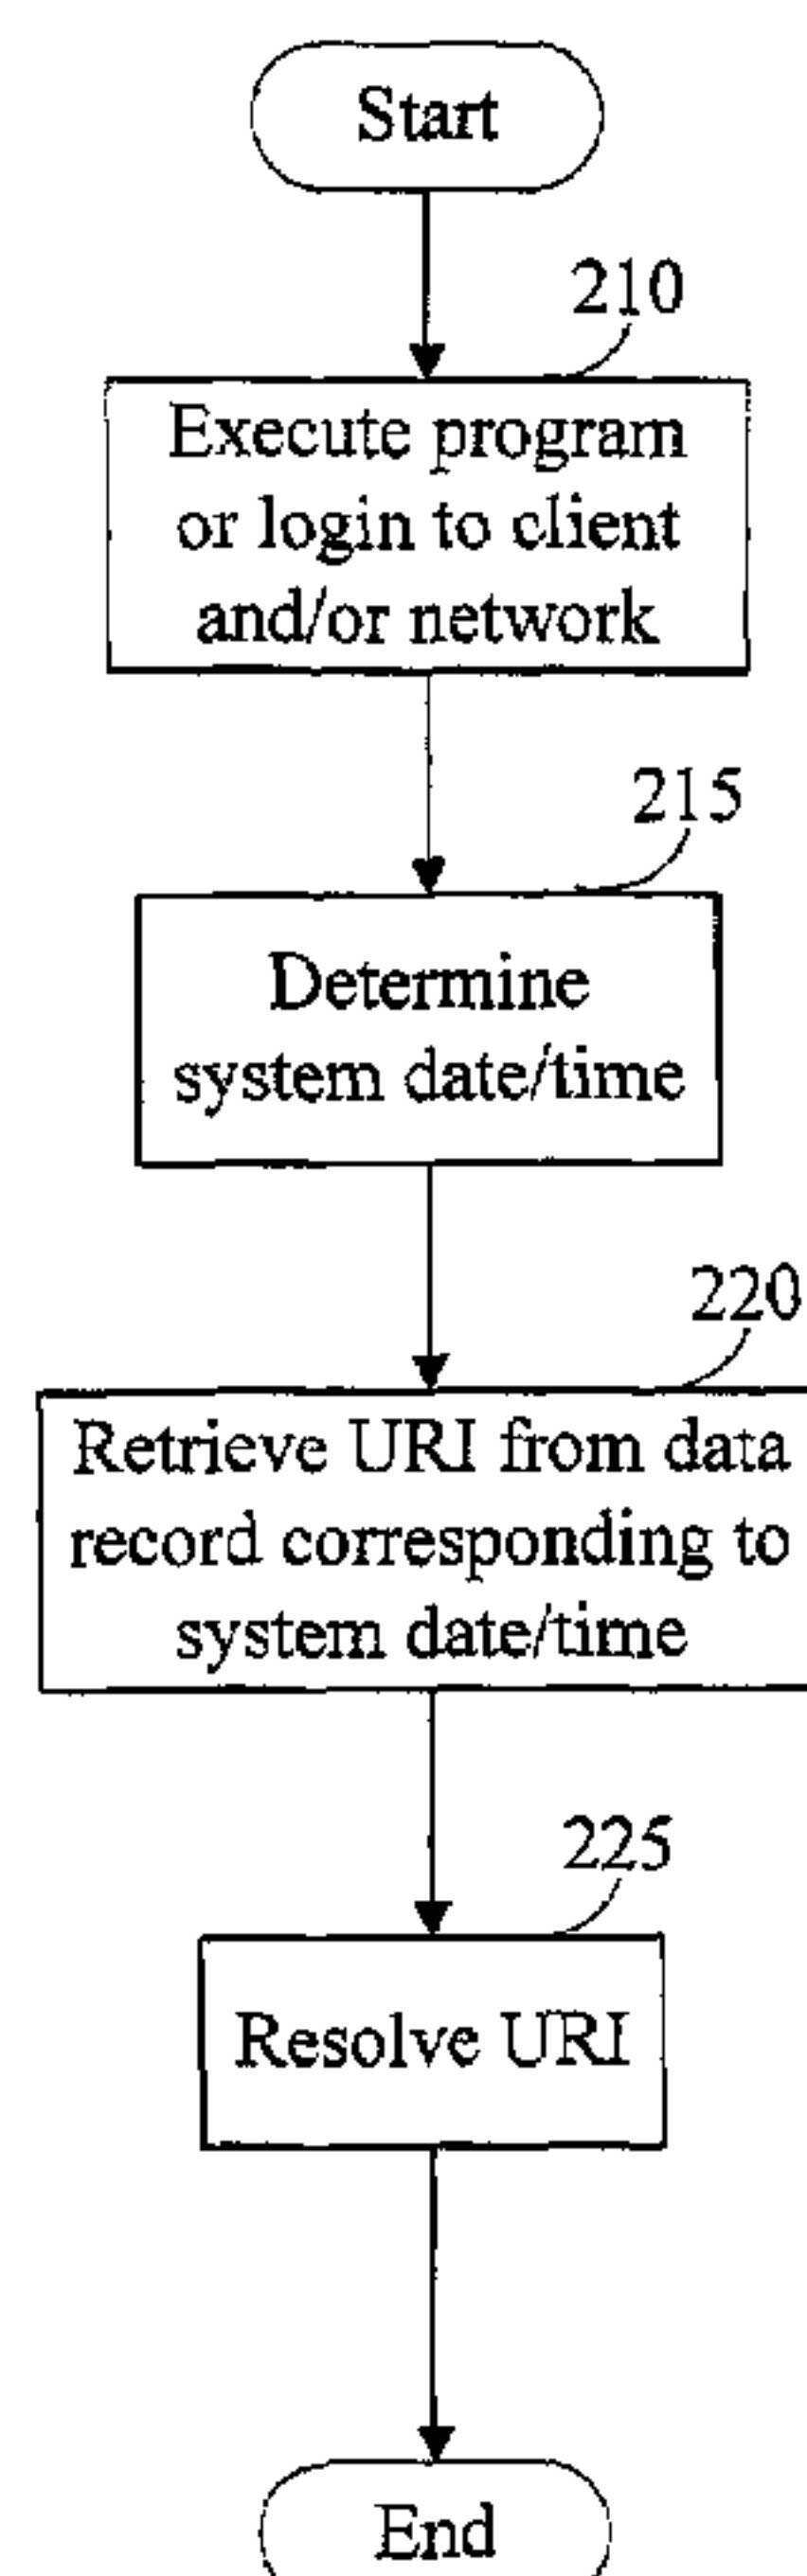 Start
210
Execute program
or login to client
and/or network
215
Determine
system date/time
220
Retrieve URI from data
record corresponding to
system date/time
225
Resolve URI
End